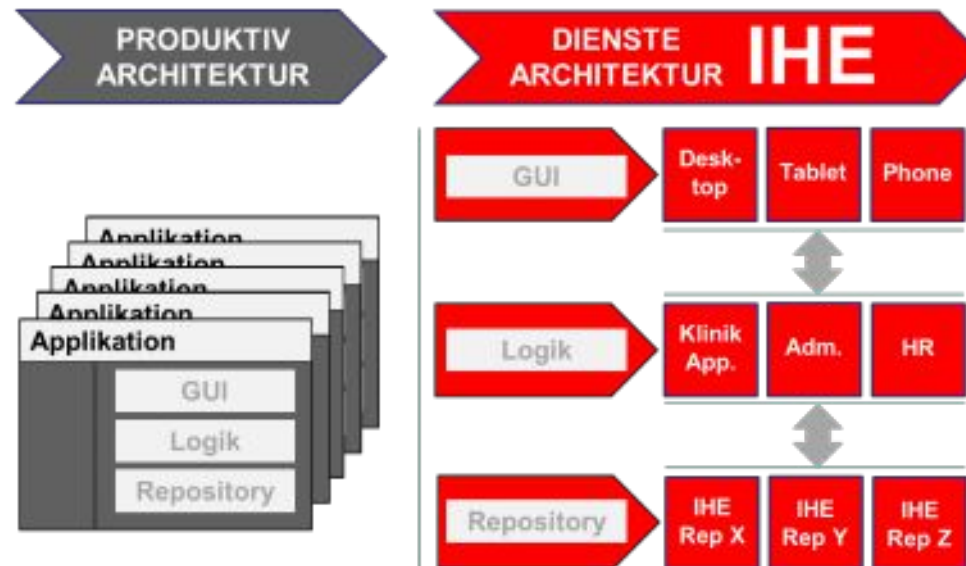 PRODUKTIV
ARCHITEKTUR
DIENSTE
ARCHITEKTUR IHE
Applikation
Applikation
Applikation
Applikation
Applikation
GUI
Logik
Repository
GUI
Desk-
top
Tablet
Phone
Logik
Klinik
App.
Adm.
HR
Repository
IHE
Rep X
IHE
Rep Y
IHE
Rep Z